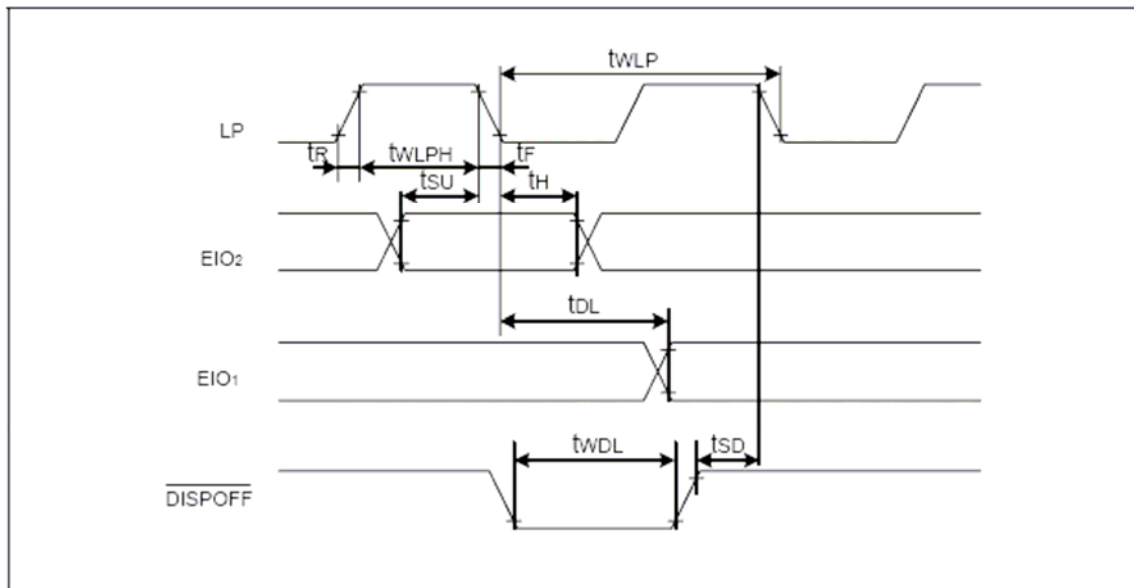 tWLP
LP
tR tWLPH tF
tSU tH
EIO2
tDL
EIO1
tWDL tSD
DISPOFF